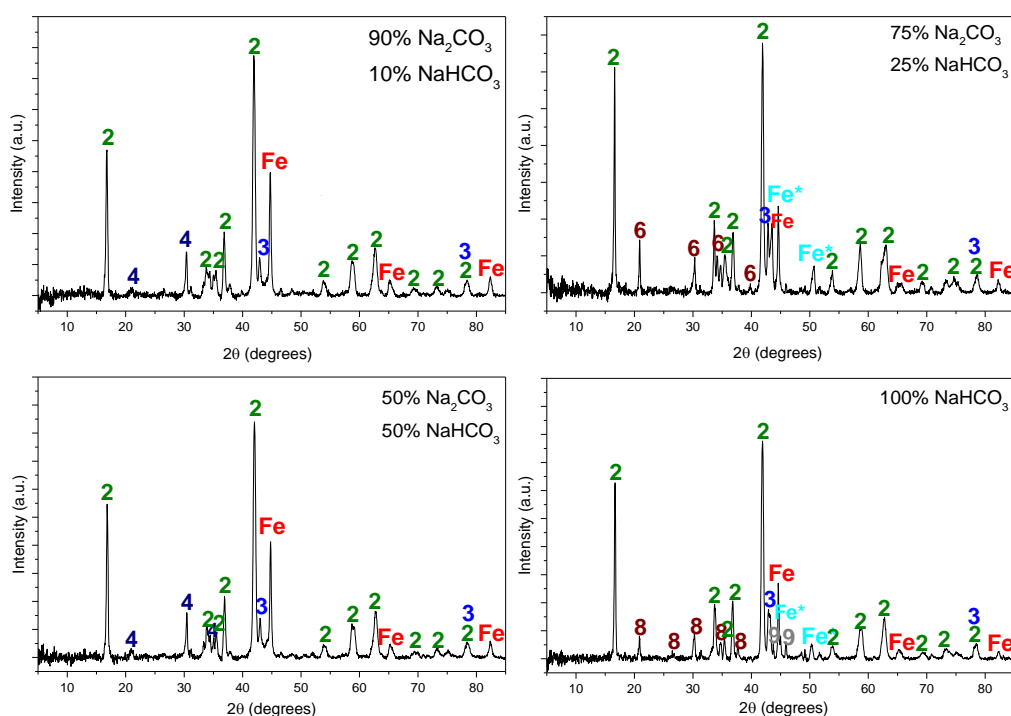 90% Na₂CO₃
10% NaHCO₃
Intensity (a.u.)
2 4 4 2 2 2 2 3 Fe 2 2 2 Fe 2 2 3 2 Fe
10 20 30 40 50 60 70 80
2θ (degrees)
75% Na₂CO₃
25% NaHCO₃
Intensity (a.u.)
2 6 6 2 6 2 2 6 2 3 Fe* Fe Fe* 2 2 2 Fe 2 2 3 2 Fe
10 20 30 40 50 60 70 80
2θ (degrees)
50% Na₂CO₃
50% NaHCO₃
Intensity (a.u.)
2 4 4 2 4 2 2 2 3 Fe 2 2 2 Fe 2 2 3 2 Fe
10 20 30 40 50 60 70 80
2θ (degrees)
100% NaHCO₃
Intensity (a.u.)
2 8 8 8 2 8 2 2 8 2 3 Fe Fe* 9 9 Fe* 2 2 2 Fe 2 2 3 2 Fe
10 20 30 40 50 60 70 80
2θ (degrees)